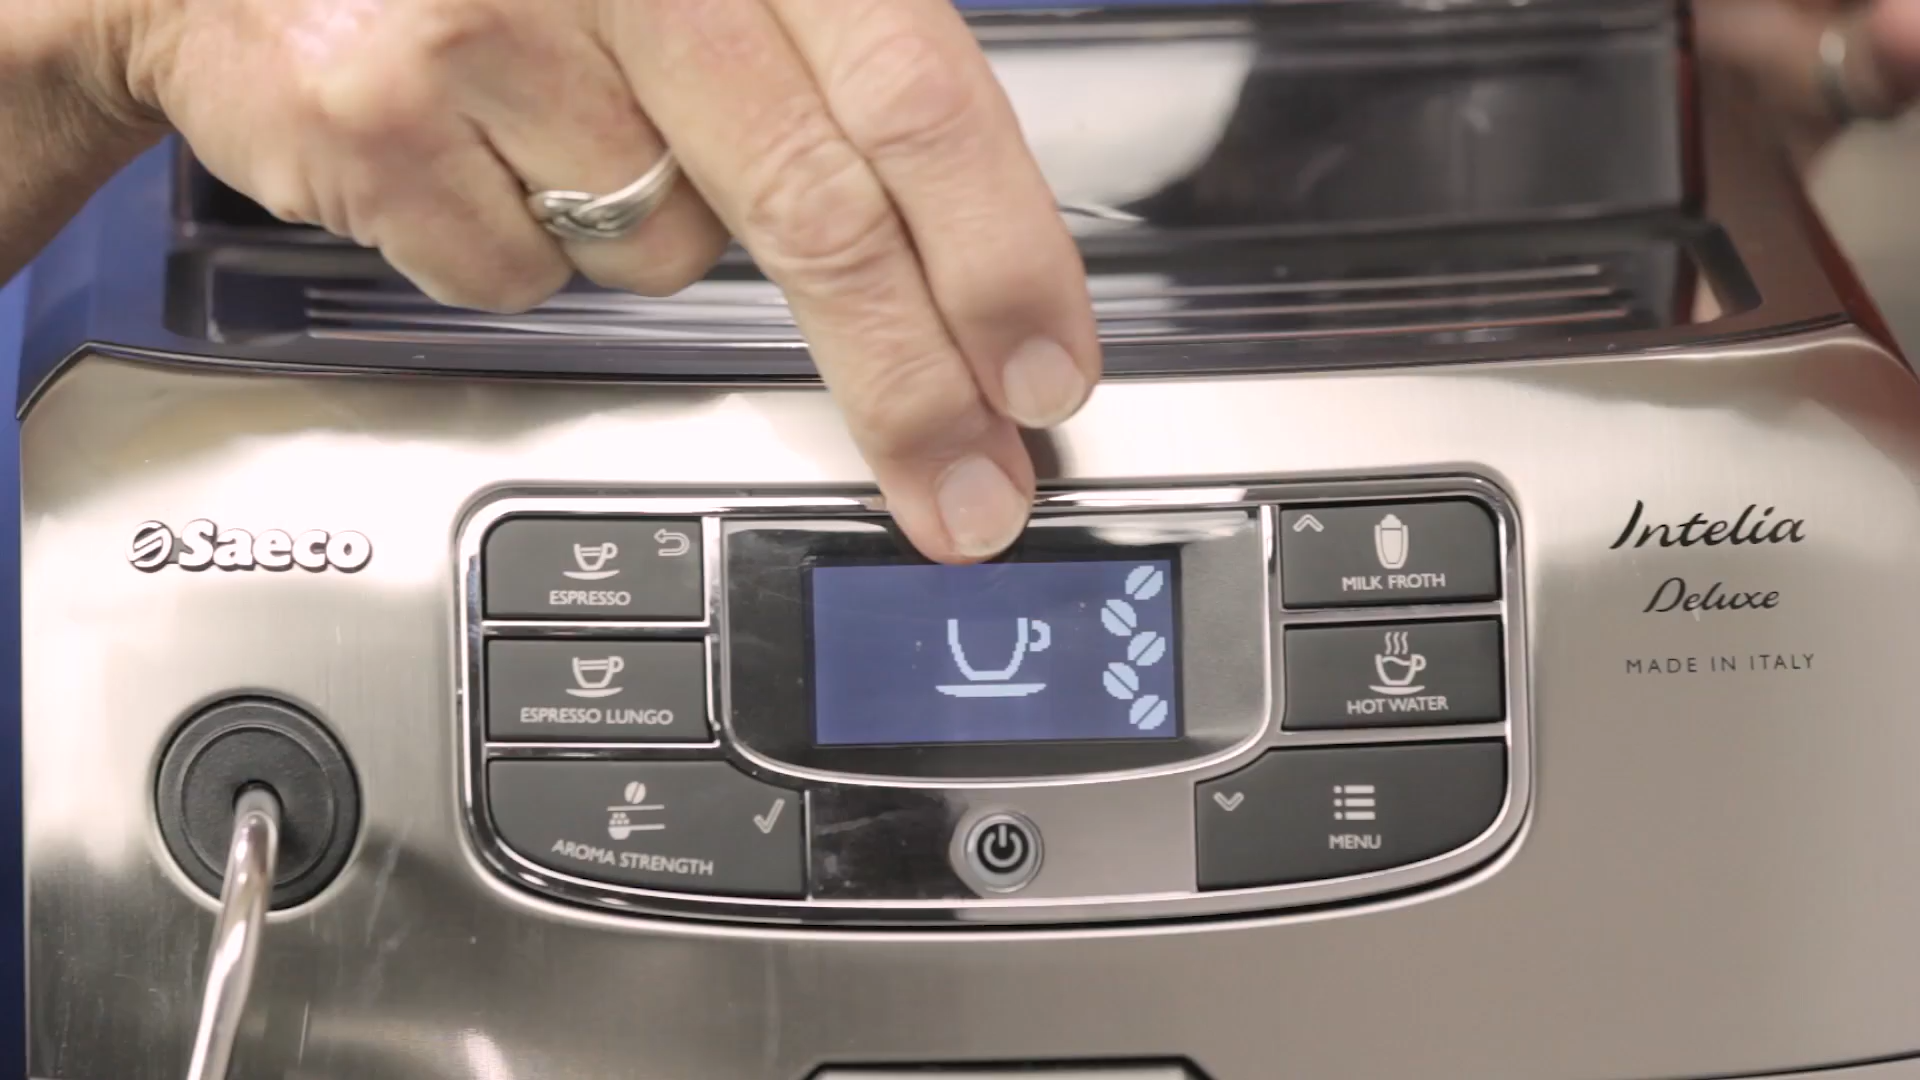 Saeco
ESPRESSO
ESPRESSO LUNGO
AROMA STRENGTH
MILK FROTH
HOT WATER
MENU
Intelia
Deluxe
MADE IN ITALY